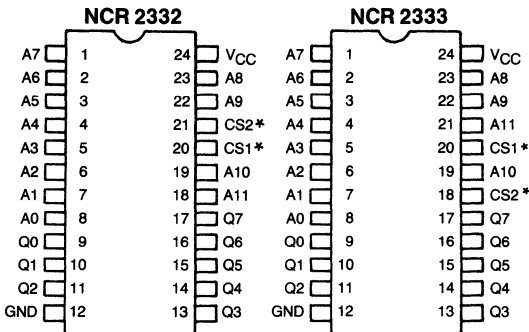 NCR 2332 NCR 2333
A7 1 24 VCC A7 1 24 VCC
A6 2 23 A8 A6 2 23 A8
A5 3 22 A9 A5 3 22 A9
A4 4 21 CS2* A4 4 21 A11
A3 5 20 CS1* A3 5 20 CS1*
A2 6 19 A10 A2 6 19 A10
A1 7 18 A11 A1 7 18 CS2*
A0 8 17 Q7 A0 8 17 Q7
Q0 9 16 Q6 Q0 9 16 Q6
Q1 10 15 Q5 Q1 10 15 Q5
Q2 11 14 Q4 Q2 11 14 Q4
GND 12 13 Q3 GND 12 13 Q3